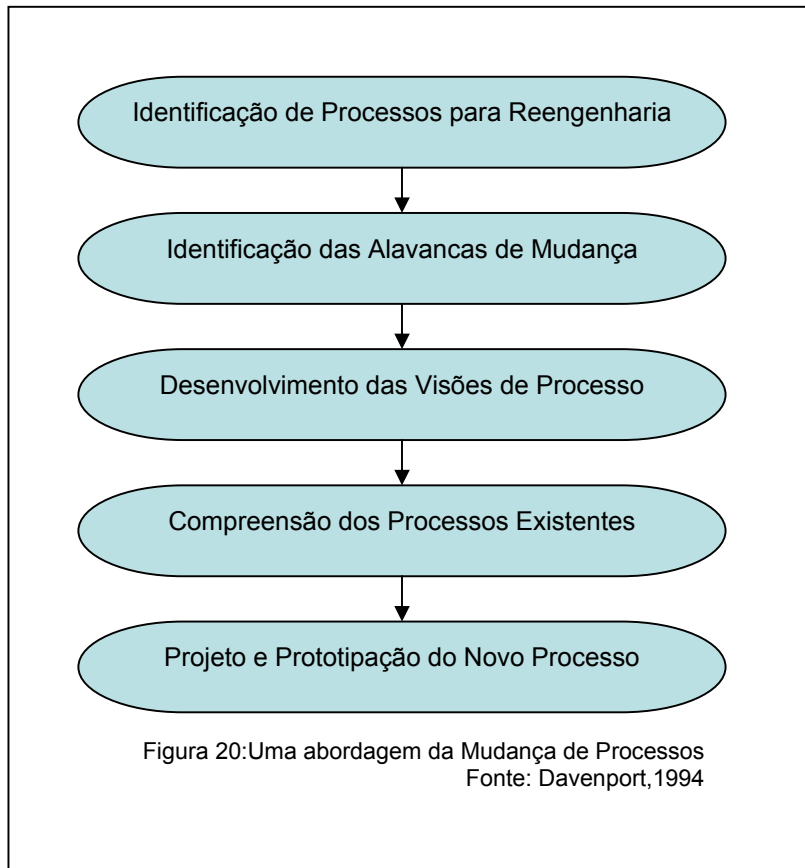 Identificação de Processos para Reengenharia
Identificação das Alavancas de Mudança
Desenvolvimento das Visões de Processo
Compreensão dos Processos Existentes
Projeto e Prototipação do Novo Processo
Figura 20:Uma abordagem da Mudança de Processos
Fonte: Davenport,1994